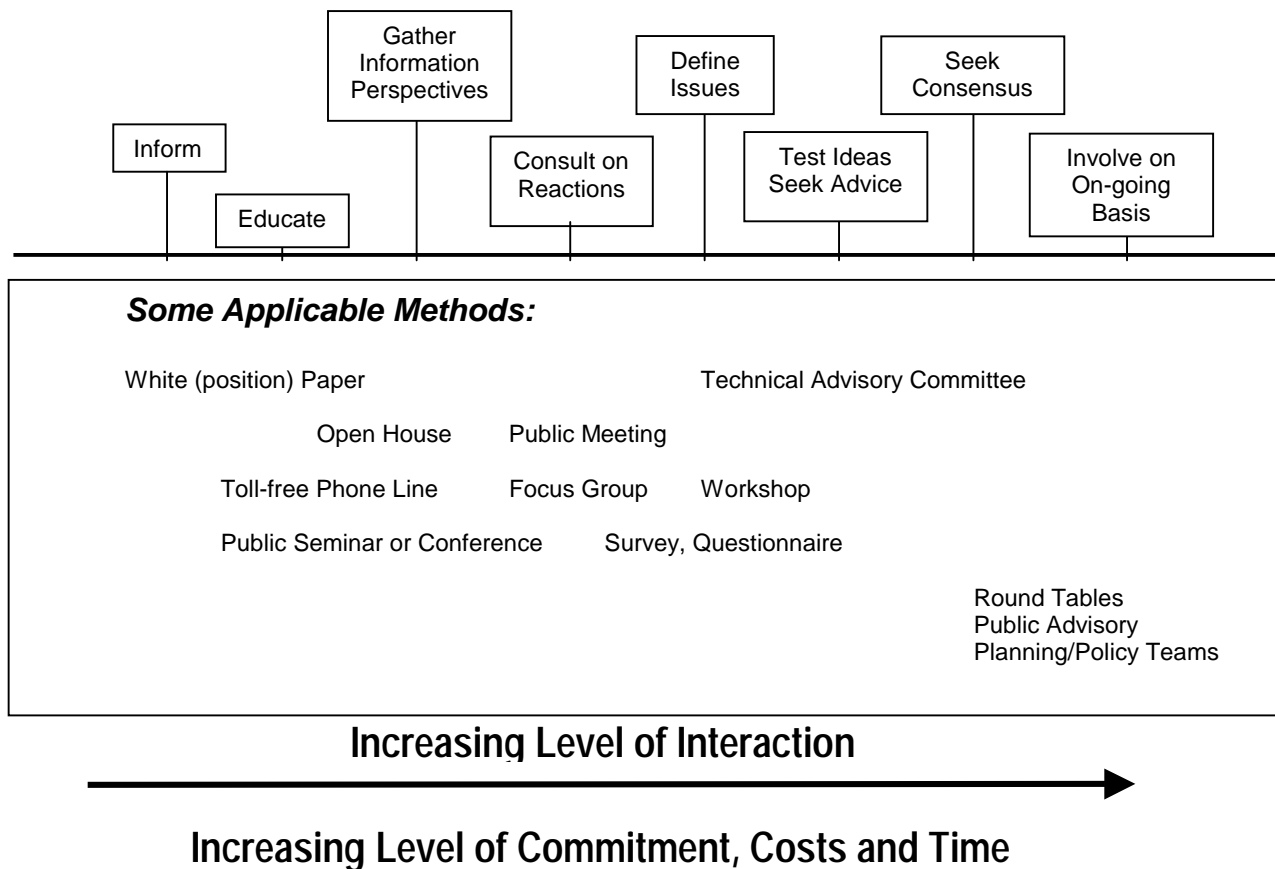 Inform
Educate
Gather
Information
Perspectives
Consult on
Reactions
Define
Issues
Test Ideas
Seek Advice
Seek
Consensus
Involve on
On-going
Basis
Some Applicable Methods:
White (position) Paper
Technical Advisory Committee
Open House
Public Meeting
Toll-free Phone Line
Focus Group
Workshop
Public Seminar or Conference
Survey, Questionnaire
Round Tables
Public Advisory
Planning/Policy Teams
Increasing Level of Interaction
Increasing Level of Commitment, Costs and Time